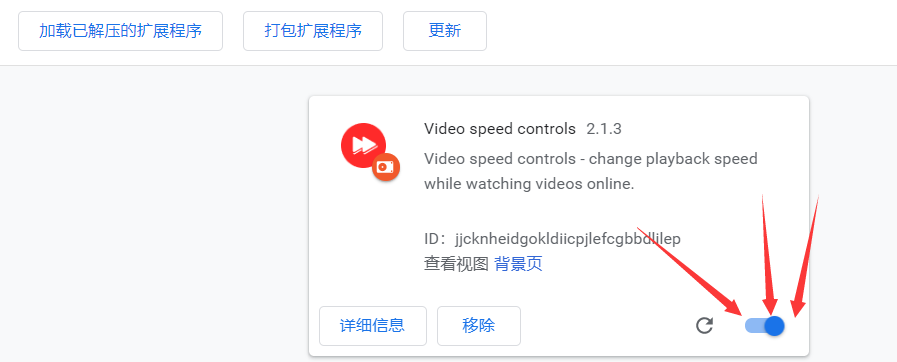 加载已解压的扩展程序 打包扩展程序 更新
Video speed controls 2.1.3
Video speed controls - change playback speed
while watching videos online.
ID：jjcknheidgokldiicpjlefcgbbdlilep
查看视图 背景页
详细信息 移除